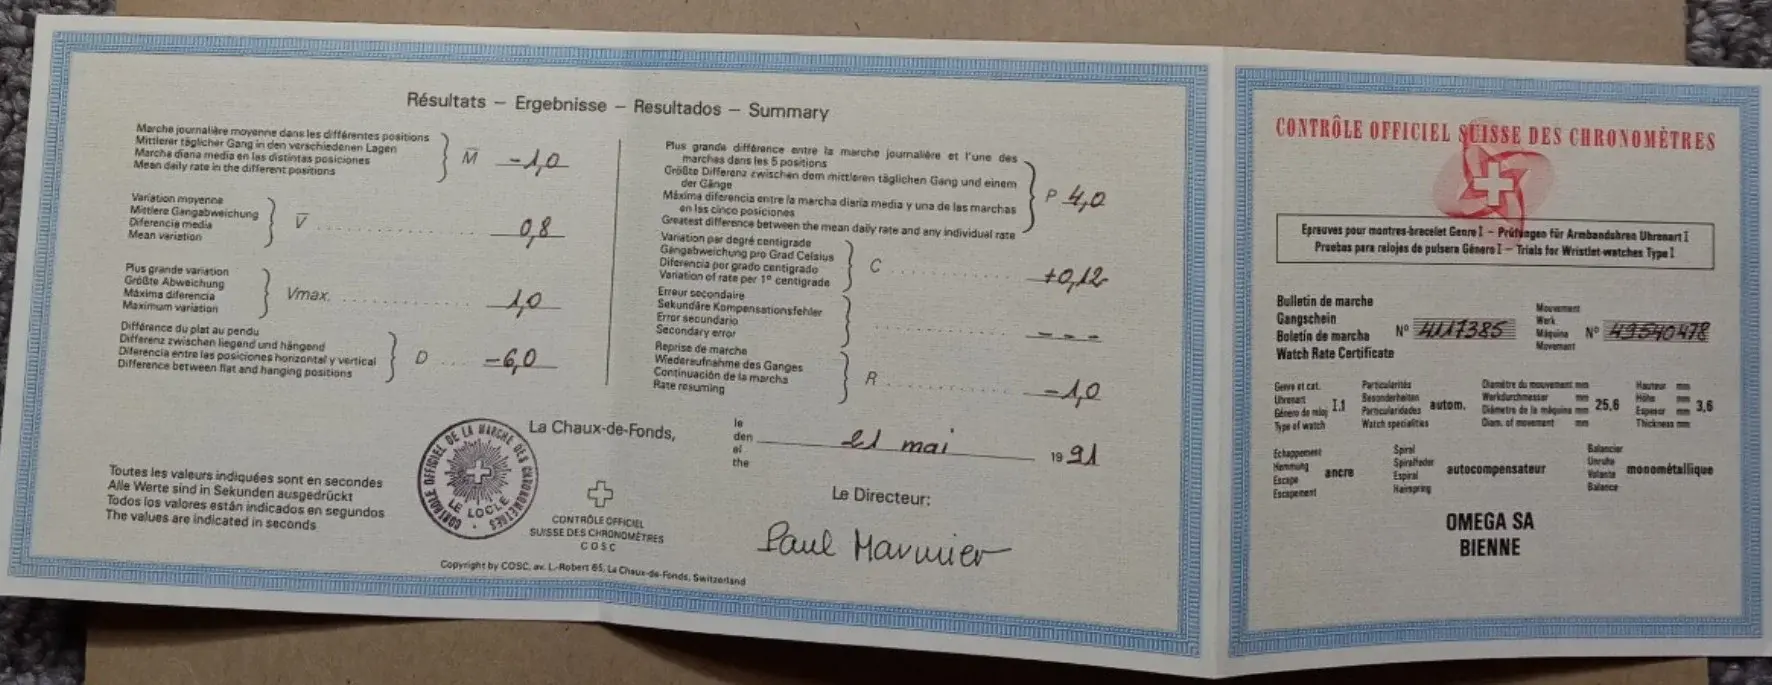 Résultats – Ergebnisse – Resultados – Summary
Marche journalière moyenne dans les différentes positions
Mittlerer täglicher Gang in den verschiedenen Lagen
Marcha diaria media en las distintas posiciones
Mean daily rate in the different positions
M̅ -1,0
Variation moyenne
Mittlere Gangabweichung
Diferencia media
Mean variation
V̅ 0,8
Plus grande variation
Größte Abweichung
Máxima diferencia
Maximum variation
Vmax. 1,0
Différence du plat au pendu
Differenz zwischen liegend und hängend
Diferencia entre las posiciones horizontal y vertical
Difference between flat and hanging positions
D -6,0
Toutes les valeurs indiquées sont en secondes
Alle Werte sind in Sekunden ausgedrückt
Todos los valores están indicados en segundos
The values are indicated in seconds
Plus grande différence entre la marche journalière et l'une des
marches dans les 5 positions
Größte Differenz zwischen dem mittleren täglichen Gang und einem
der Gänge
Máxima diferencia entre la marcha diaria media y una de las marchas
en las cinco posiciones
Greatest difference between the mean daily rate and any individual rate
P 4,0
Variation par degré centigrade
Gangabweichung pro Grad Celsius
Diferencia por grado centigrado
Variation of rate per 1° centigrade
C +0,12
Erreur secondaire
Sekundäre Kompensationsfehler
Error secundario
Secondary error
- - -
Reprise de marche
Wiederaufnahme des Ganges
Continuación de la marcha
Rate resuming
R -1,0
CONTRÔLE OFFICIEL DE LA MARCHE DES CHRONOMÈTRES
LE LOCLE
La Chaux-de-Fonds,
le
den
el
the
21 mai 1991
CONTRÔLE OFFICIEL
SUISSE DES CHRONOMÈTRES
COSC
Le Directeur:
Paul Marmier
Copyright by COSC, av. L.-Robert 65, La Chaux-de-Fonds, Switzerland
CONTRÔLE OFFICIEL SUISSE DES CHRONOMÈTRES
Epreuves pour montres-bracelet Genre I – Prüfungen für Armbanduhren Uhrenart I
Pruebas para relojes de pulsera Género I – Trials for Wristlet-watches Type I
Bulletin de marche
Gangschein
Boletin de marcha
Watch Rate Certificate
N° 4117385
Mouvement
Werk
Máquina
Movement
N° 49540478
Genre et cat.
Uhrenart
Género de reloj
Type of watch
I.1
Particularités
Besonderheiten
Particularidades
Watch specialities
autom.
Diamètre du mouvement mm
Werkdurchmesser mm
Diámetro de la máquina mm
Diam. of movement mm
25,6
Hauteur mm
Höhe mm
Espesor mm
Thickness mm
3,6
Echappement
Hemmung
Escape
Escapement
ancre
Spiral
Spiralfeder
Espiral
Hairspring
autocompensateur
Balancier
Unruhe
Volante
Balance
monométallique
OMEGA SA
BIENNE